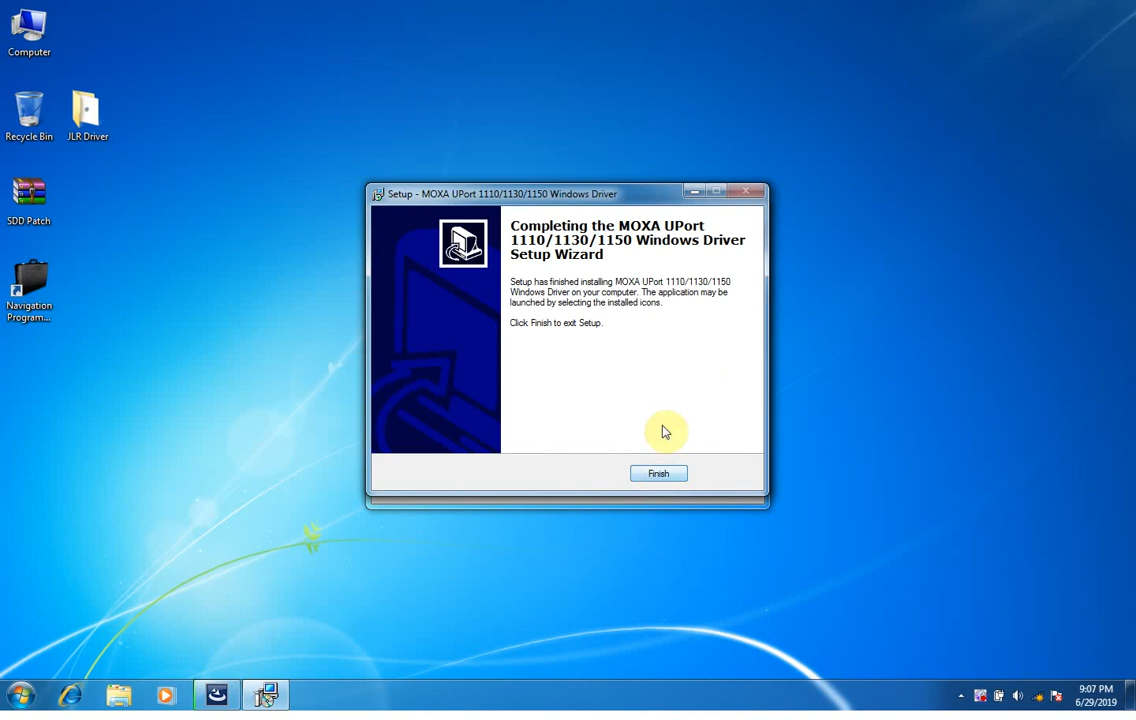 Computer
Recycle Bin
JLR Driver
SDD Patch
Navigation
Program...
Setup - MOXA UPort 1110/1130/1150 Windows Driver
Completing the MOXA UPort
1110/1130/1150 Windows Driver
Setup Wizard
Setup has finished installing MOXA UPort 1110/1130/1150
Windows Driver on your computer. The application may be
launched by selecting the installed icons.
Click Finish to exit Setup.
Finish
9:07 PM
6/29/2019